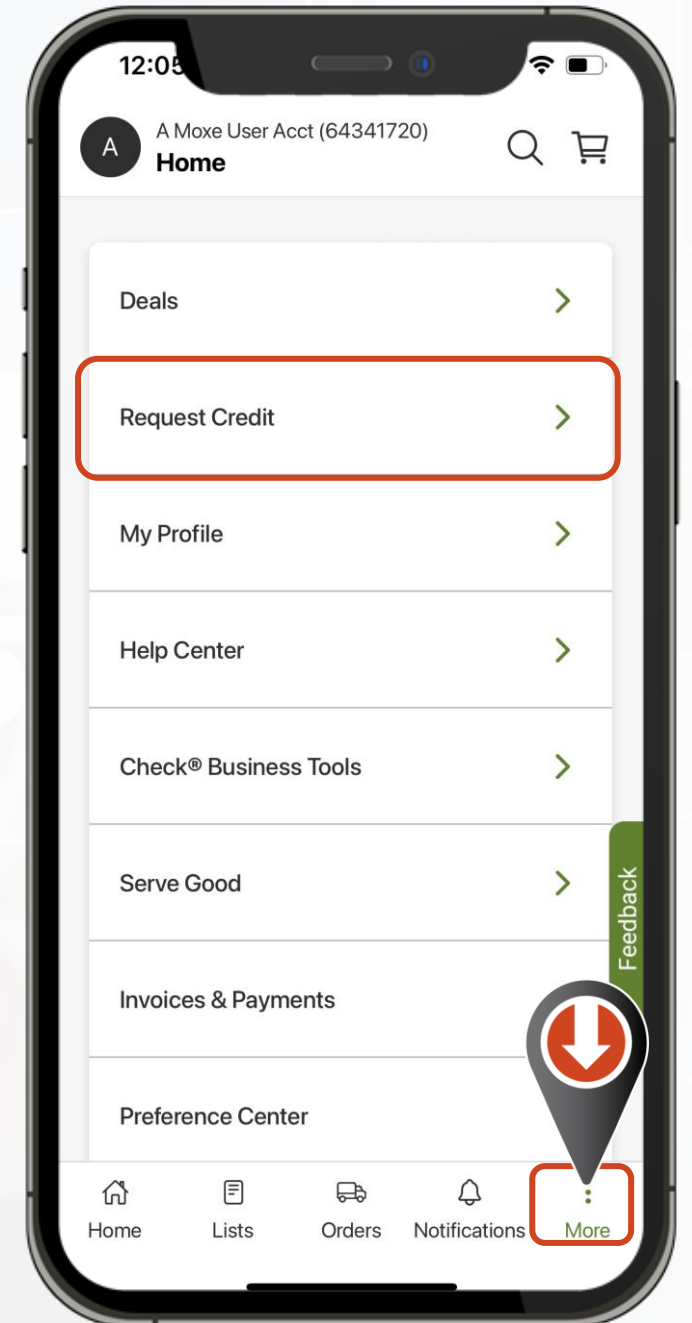 12:05
A Moxe User Acct (64341720)
A
Home
Deals
Request Credit
My Profile
Help Center
Check® Business Tools
Serve Good
Feedback
Invoices & Payments
Preference Center
Home Lists Orders Notifications More